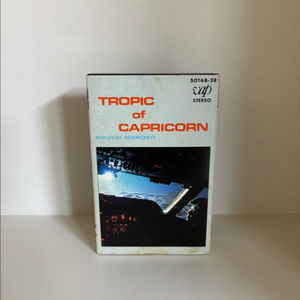 50168-28
vap
STEREO
TROPIC
of
CAPRICORN
KIKUCHI MOMOKO